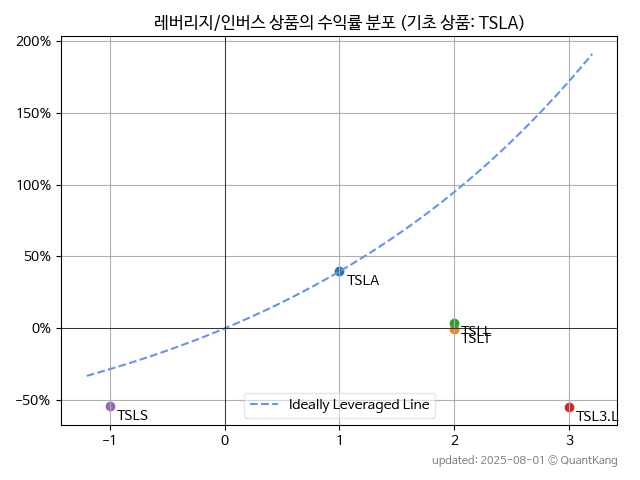 레버리지/인버스 상품의 수익률 분포 (기초 상품: TSLA)
200%
150%
100%
50%
0%
−50%
TSLA
TSLL
TSLT
TSLS
TSL3.L
Ideally Leveraged Line
−1
0
1
2
3
updated: 2025-08-01 © QuantKang